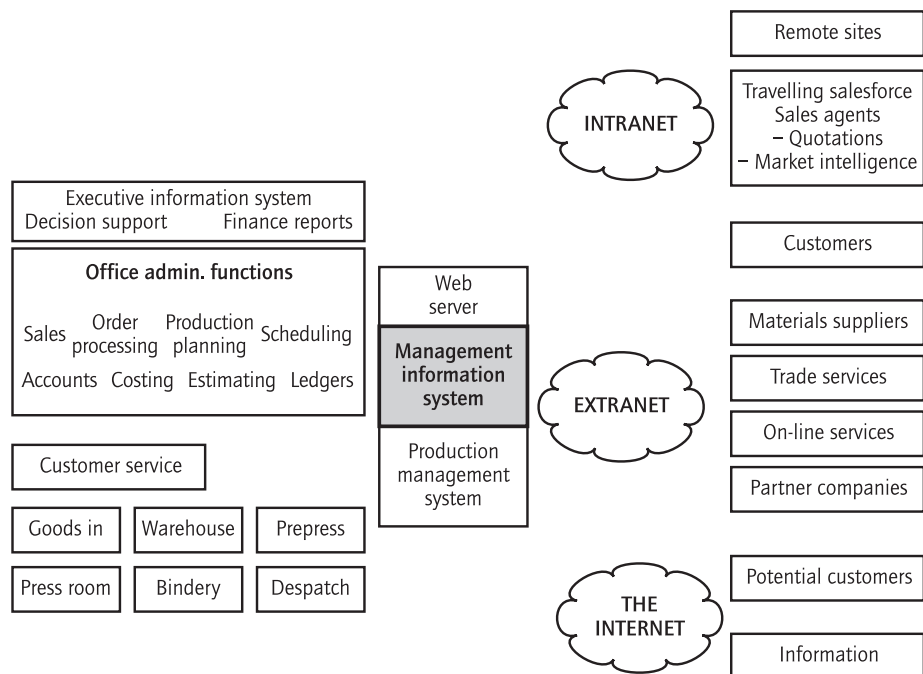 Executive information system
Decision support Finance reports
Office admin. functions
Sales Order processing Production planning Scheduling
Accounts Costing Estimating Ledgers
Customer service
Goods in Warehouse Prepress
Press room Bindery Despatch
Web
server
Management
information
system
Production
management
system
INTRANET
EXTRANET
THE
INTERNET
Remote sites
Travelling salesforce
Sales agents
– Quotations
– Market intelligence
Customers
Materials suppliers
Trade services
On-line services
Partner companies
Potential customers
Information